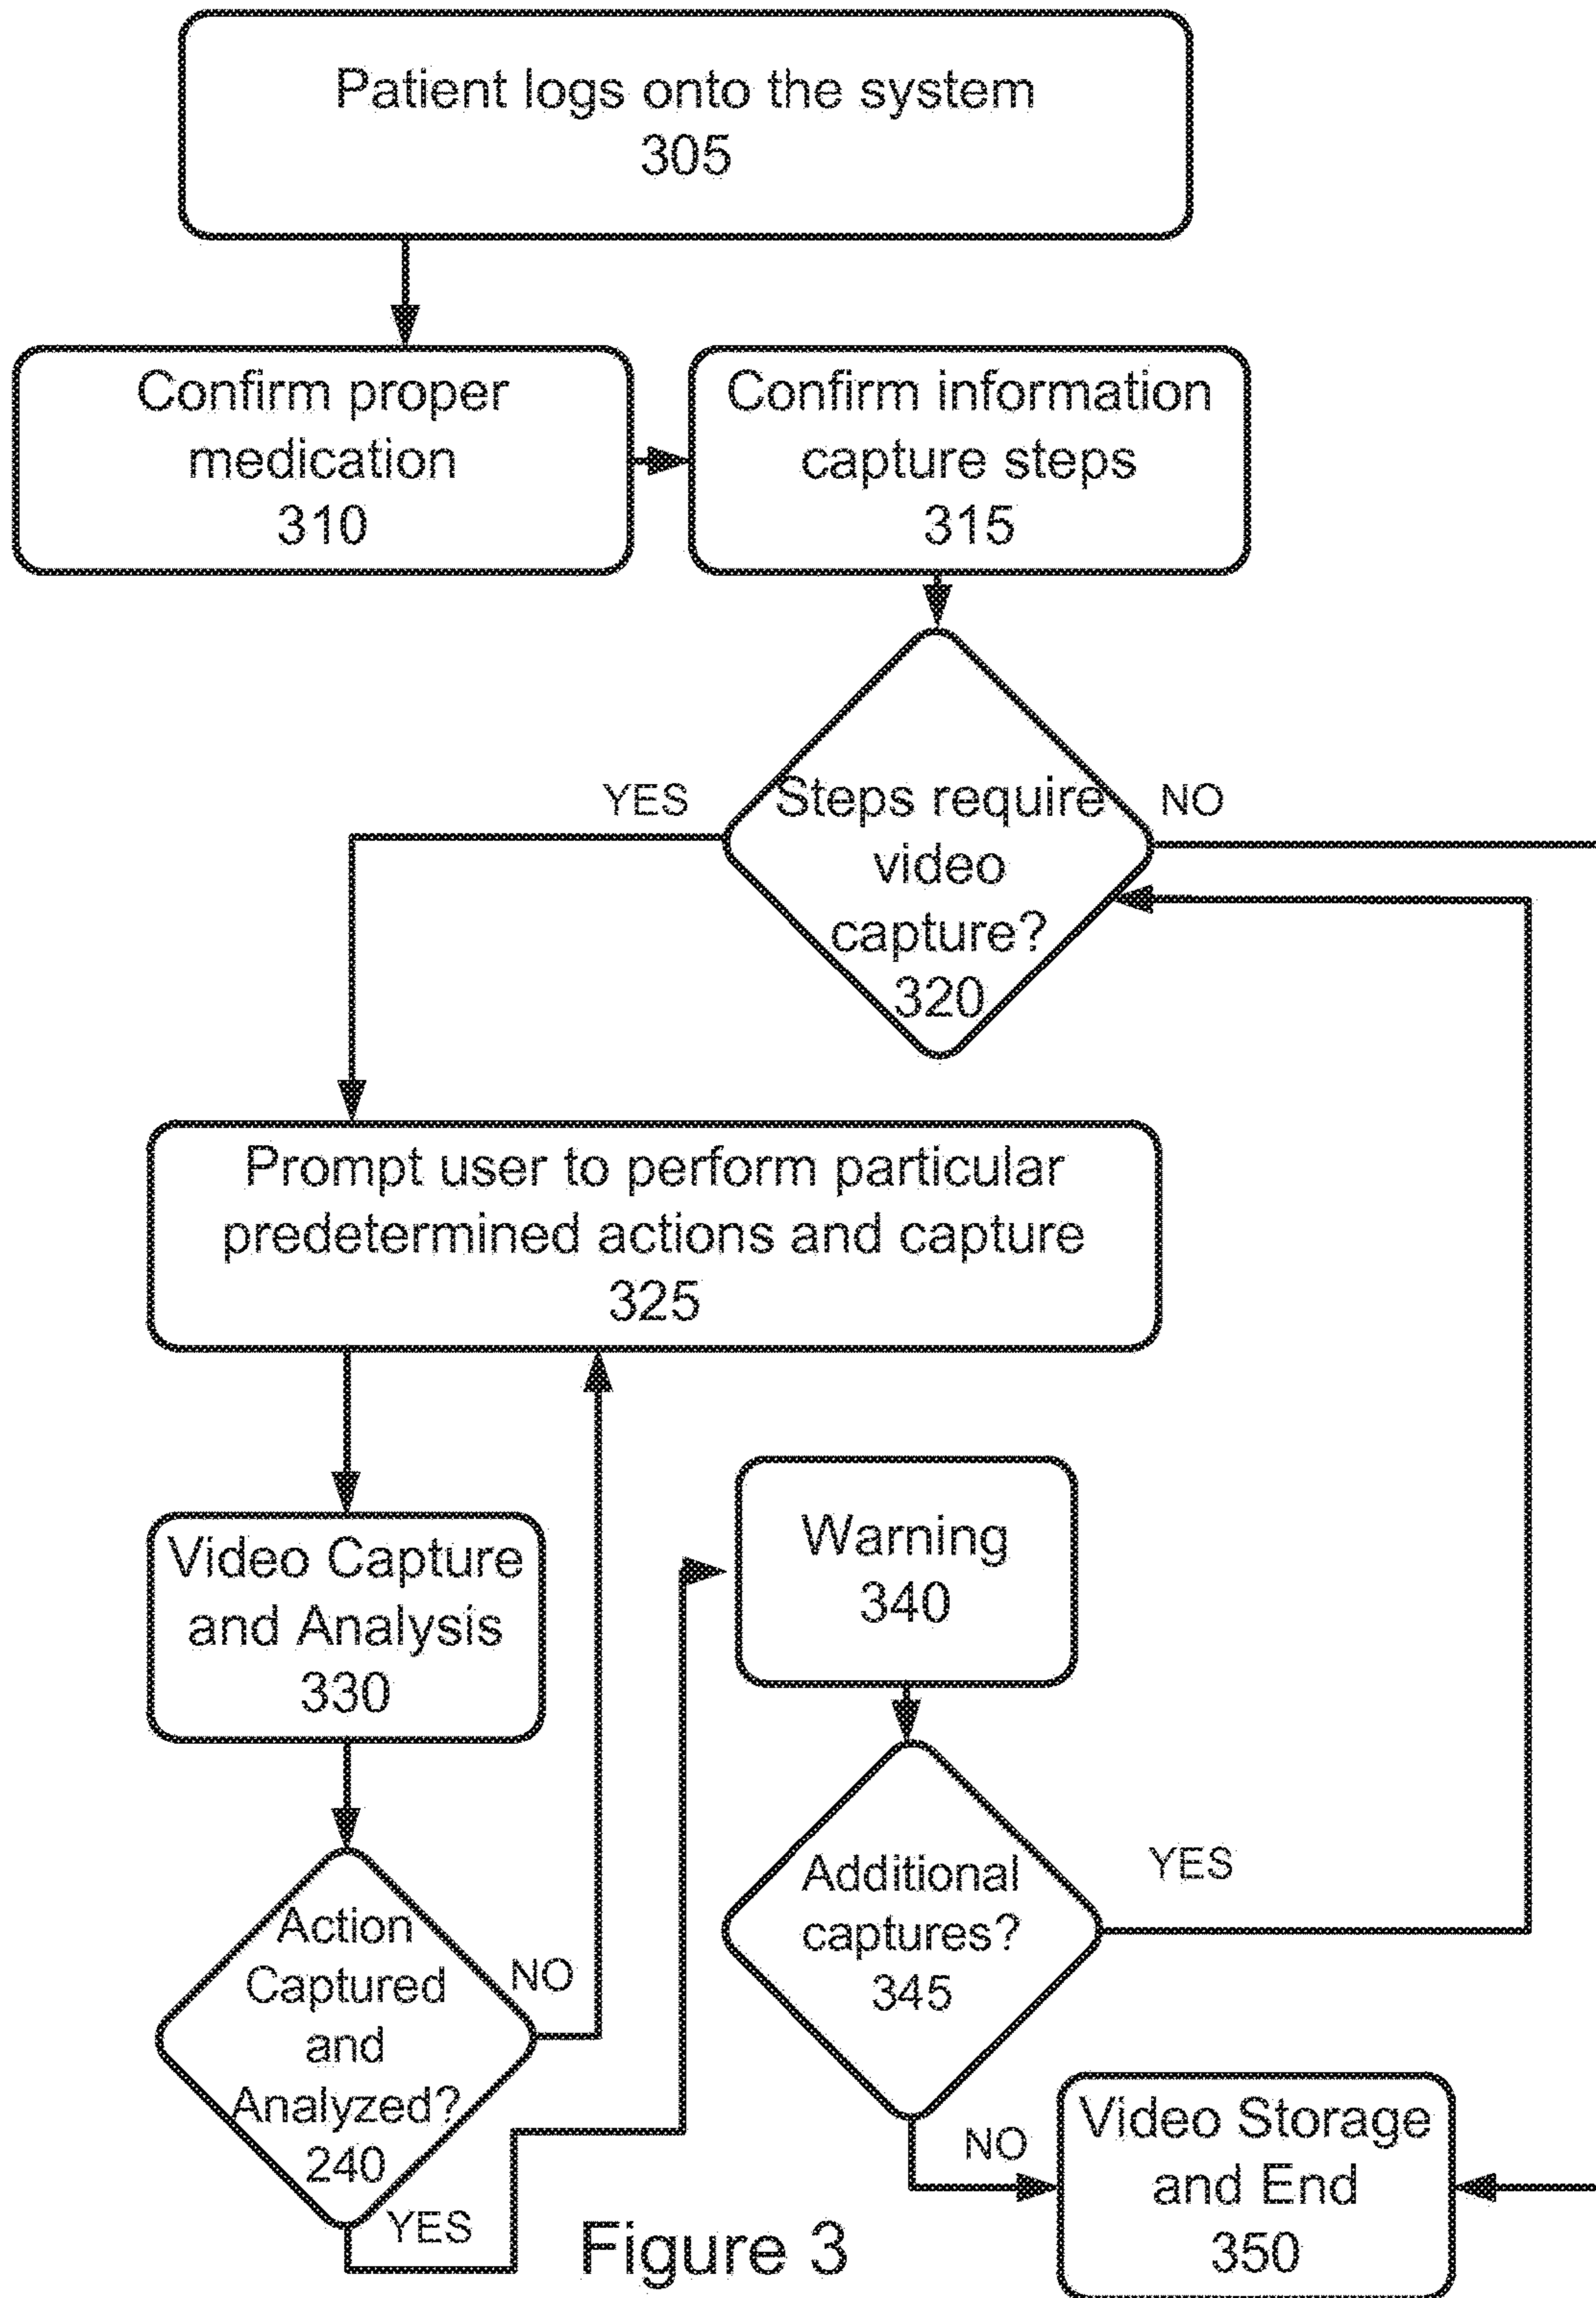 Patient logs onto the system
305
Confirm proper
medication
310
Confirm information
capture steps
315
YES
Steps require
video
capture?
320
NO
Prompt user to perform particular
predetermined actions and capture
325
Video Capture
and Analysis
330
Warning
340
Action
Captured
and
Analyzed?
240
NO
YES
Additional
captures?
345
YES
NO
Video Storage
and End
350
Figure 3